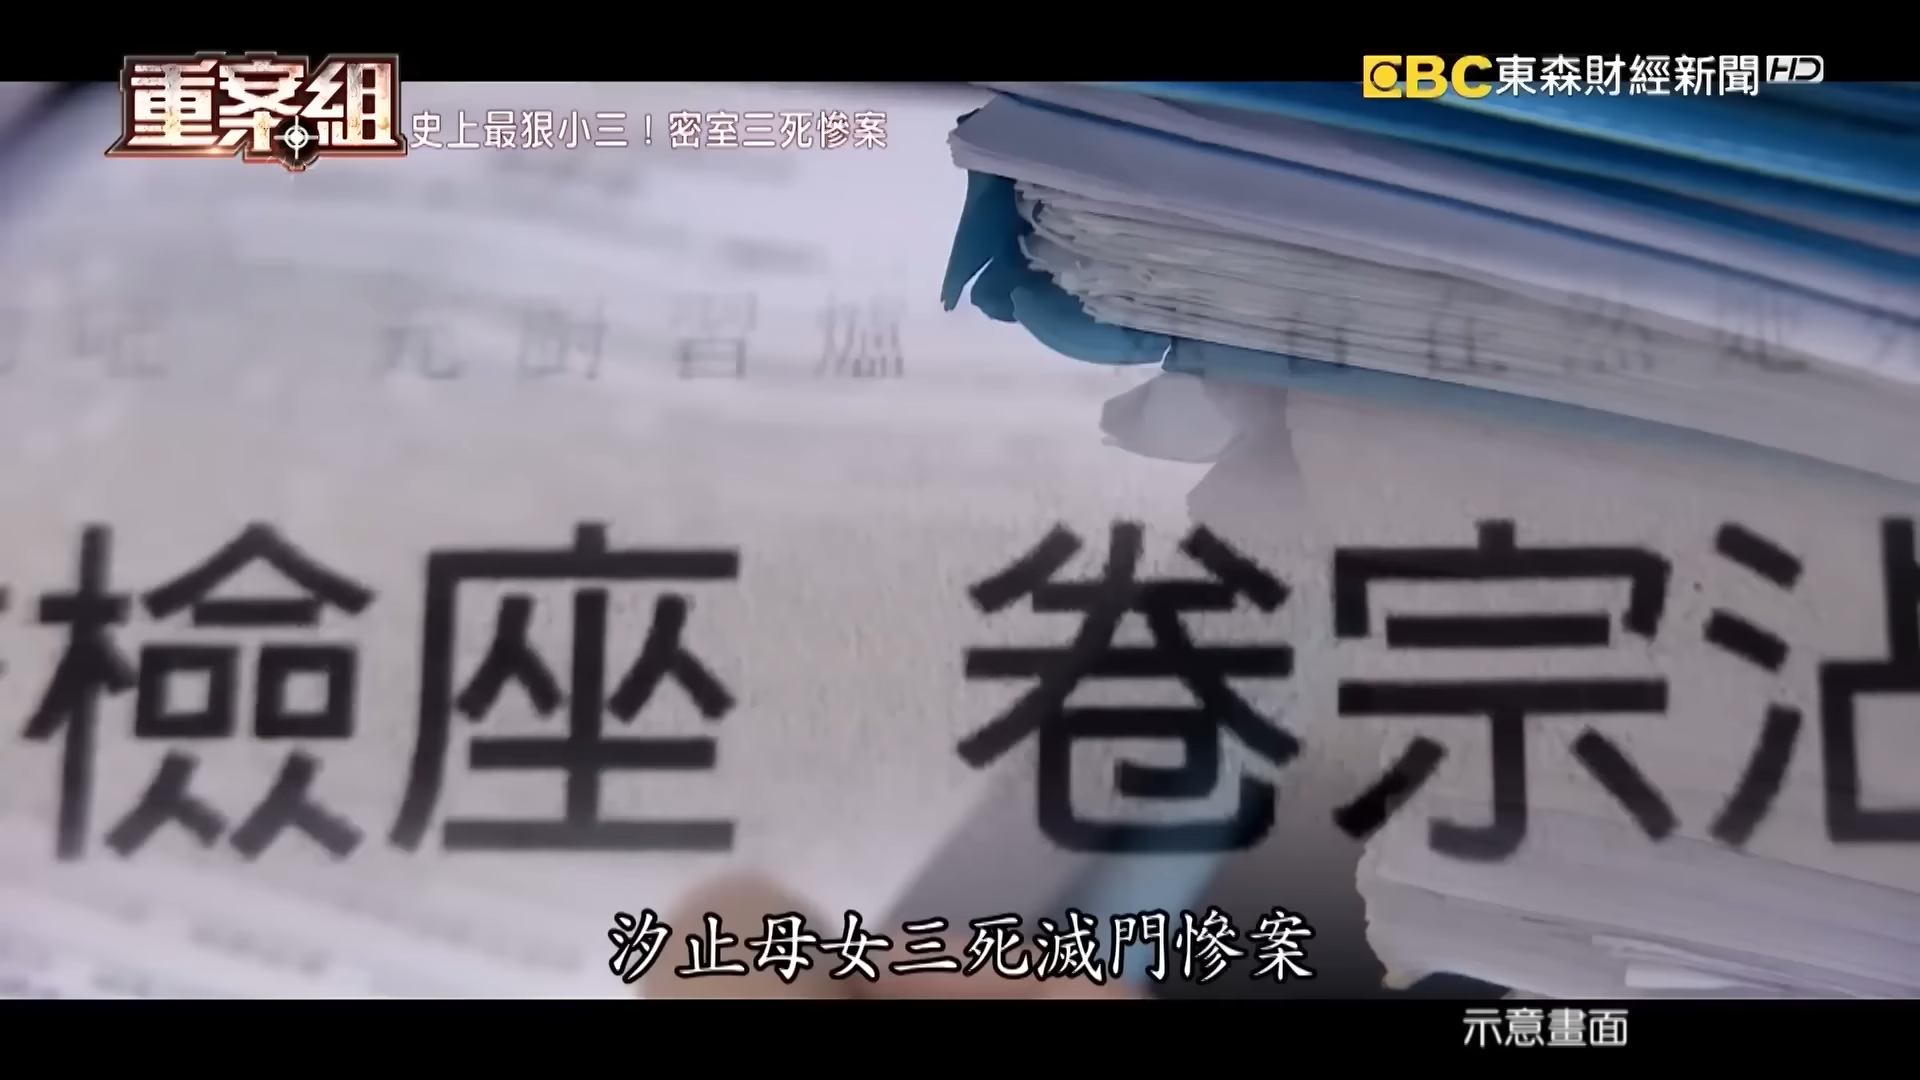 重案組
史上最狠小三！密室三死慘案
EBC東森財經新聞HD
檢座 卷宗沾
汐止母女三死滅門慘案
示意畫面